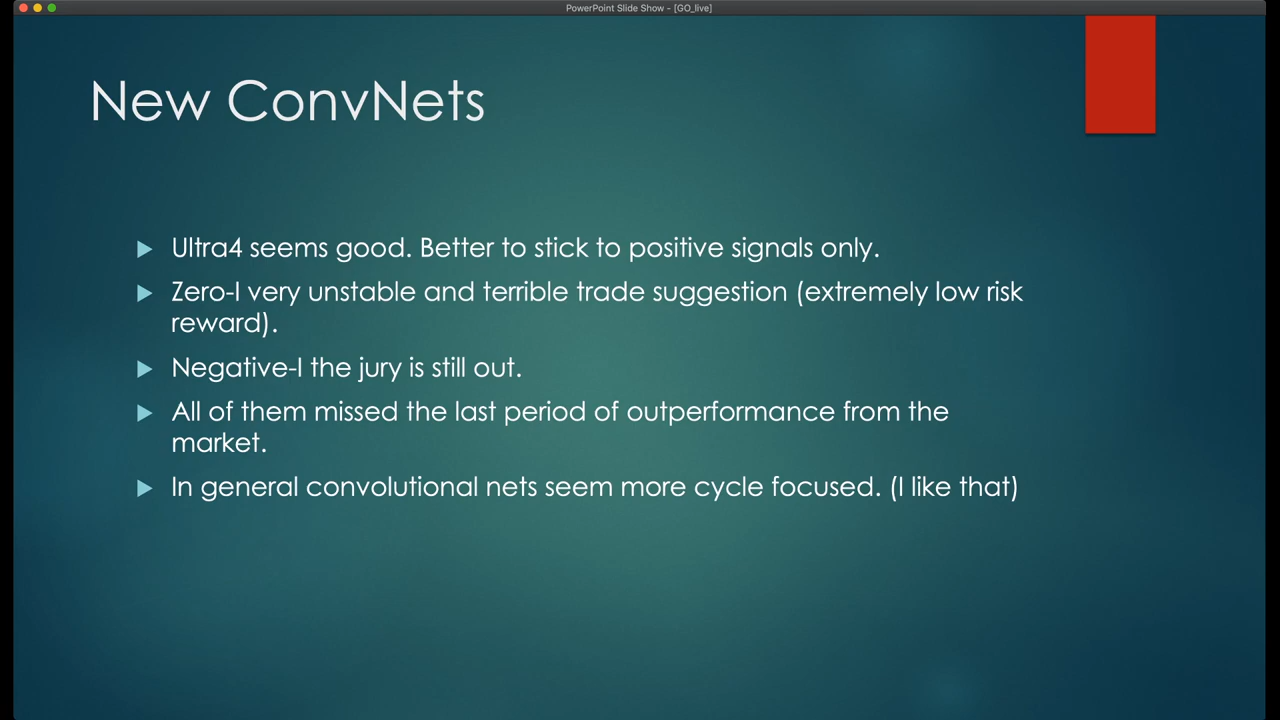 PowerPoint Slide Show - [GO_live]
New ConvNets
Ultra4 seems good. Better to stick to positive signals only.
Zero-I very unstable and terrible trade suggestion (extremely low risk
reward).
Negative-I the jury is still out.
All of them missed the last period of outperformance from the
market.
In general convolutional nets seem more cycle focused. (I like that)